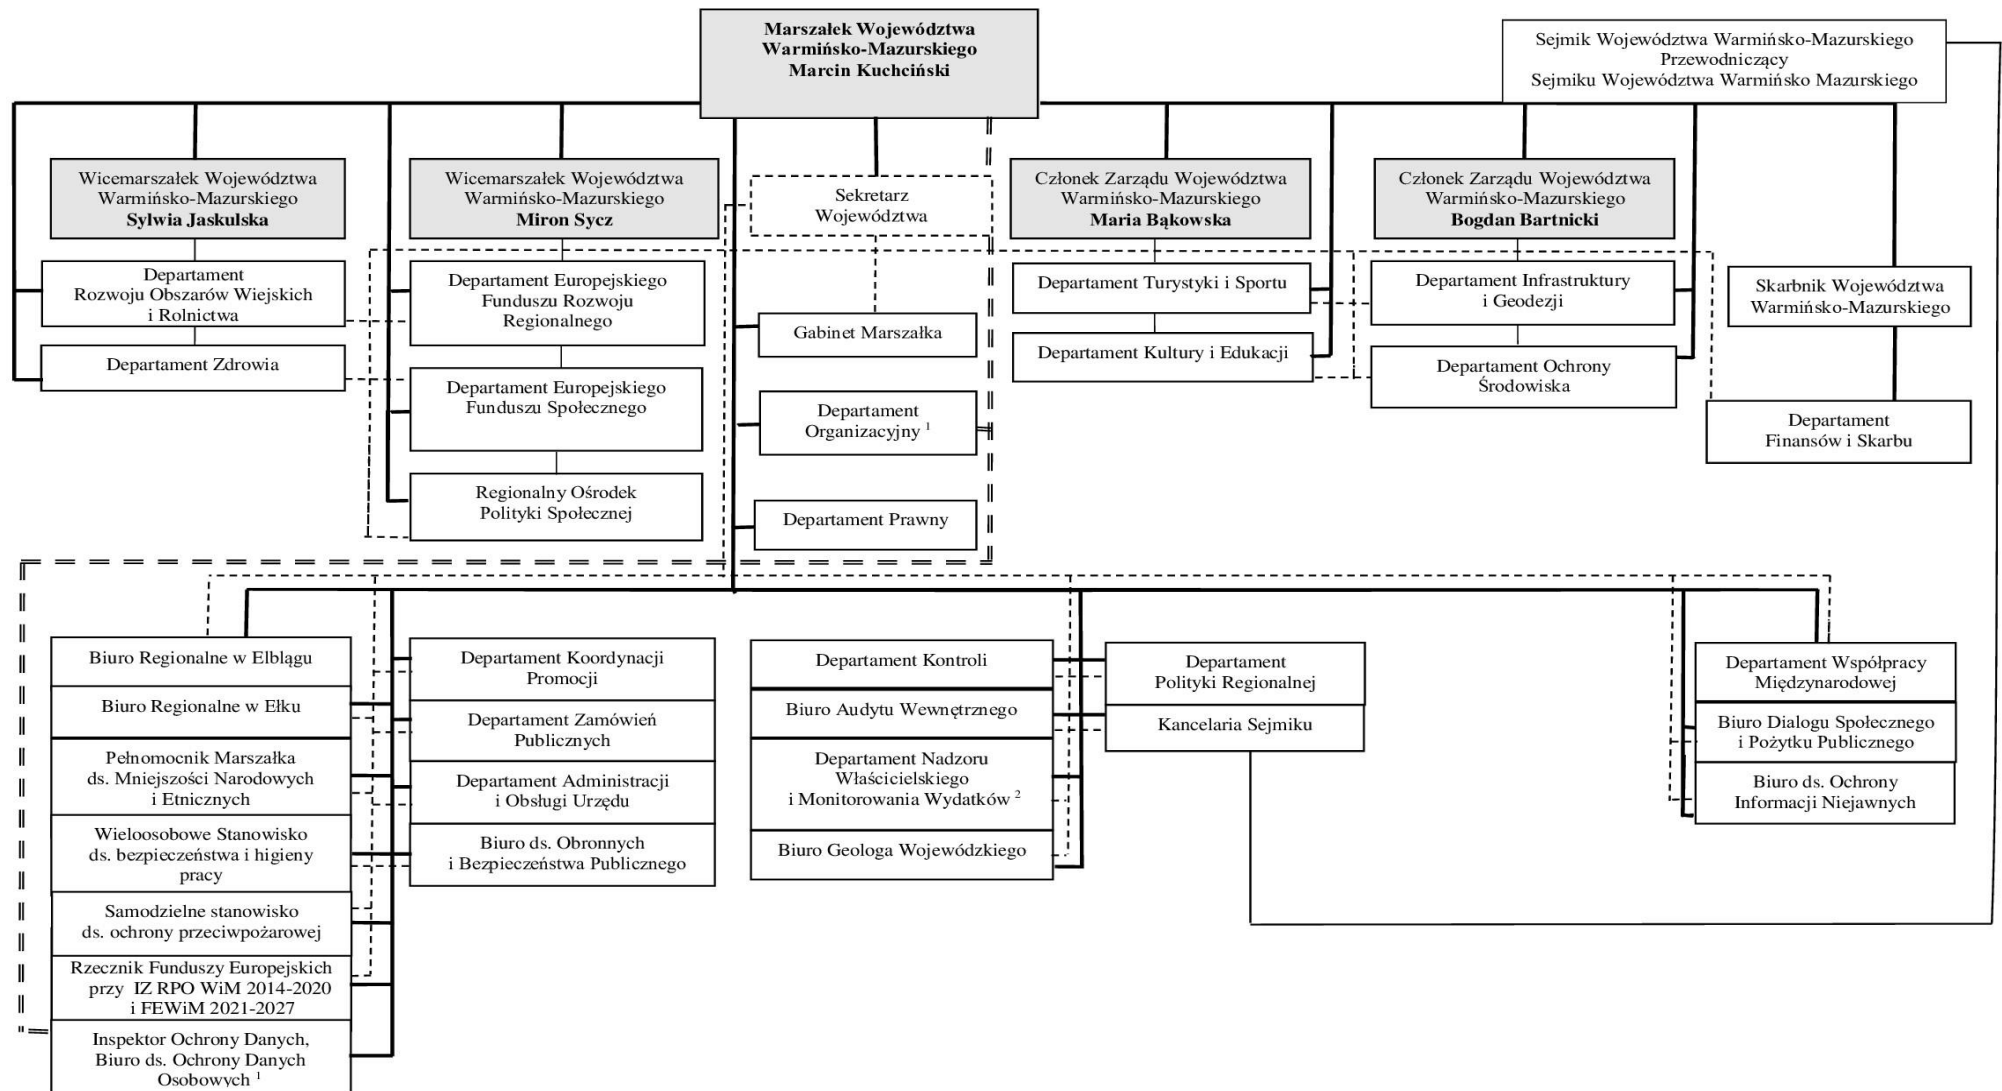 Marszałek Województwa
Warmińsko-Mazurskiego
Marcin Kuchciński
Sejmik Województwa Warmińsko-Mazurskiego
Przewodniczący
Sejmiku Województwa Warmińsko Mazurskiego
Wicemarszałek Województwa
Warmińsko-Mazurskiego
Sylwia Jaskulska
Wicemarszałek Województwa
Warmińsko-Mazurskiego
Miron Sycz
Sekretarz
Województwa
Członek Zarządu Województwa
Warmińsko-Mazurskiego
Maria Bąkowska
Członek Zarządu Województwa
Warmińsko-Mazurskiego
Bogdan Bartnicki
Departament
Rozwoju Obszarów Wiejskich
i Rolnictwa
Departament Zdrowia
Departament Europejskiego
Funduszu Rozwoju
Regionalnego
Departament Europejskiego
Funduszu Społecznego
Regionalny Ośrodek
Polityki Społecznej
Gabinet Marszałka
Departament
Organizacyjny 1
Departament Prawny
Departament Turystyki i Sportu
Departament Kultury i Edukacji
Departament Infrastruktury
i Geodezji
Departament Ochrony
Środowiska
Skarbnik Województwa
Warmińsko-Mazurskiego
Departament
Finansów i Skarbu
Biuro Regionalne w Elblągu
Biuro Regionalne w Ełku
Pełnomocnik Marszałka
ds. Mniejszości Narodowych
i Etnicznych
Wieloosobowe Stanowisko
ds. bezpieczeństwa i higieny
pracy
Samodzielne stanowisko
ds. ochrony przeciwpożarowej
Rzecznik Funduszy Europejskich
przy IZ RPO WiM 2014-2020
i FEWiM 2021-2027
Inspektor Ochrony Danych,
Biuro ds. Ochrony Danych
Osobowych 1
Departament Koordynacji
Promocji
Departament Zamówień
Publicznych
Departament Administracji
i Obsługi Urzędu
Biuro ds. Obronnych
i Bezpieczeństwa Publicznego
Departament Kontroli
Biuro Audytu Wewnętrznego
Departament Nadzoru
Właścicielskiego
i Monitorowania Wydatków 2
Biuro Geologa Wojewódzkiego
Departament
Polityki Regionalnej
Kancelaria Sejmiku
Departament Współpracy
Międzynarodowej
Biuro Dialogu Społecznego
i Pożytku Publicznego
Biuro ds. Ochrony
Informacji Niejawnych